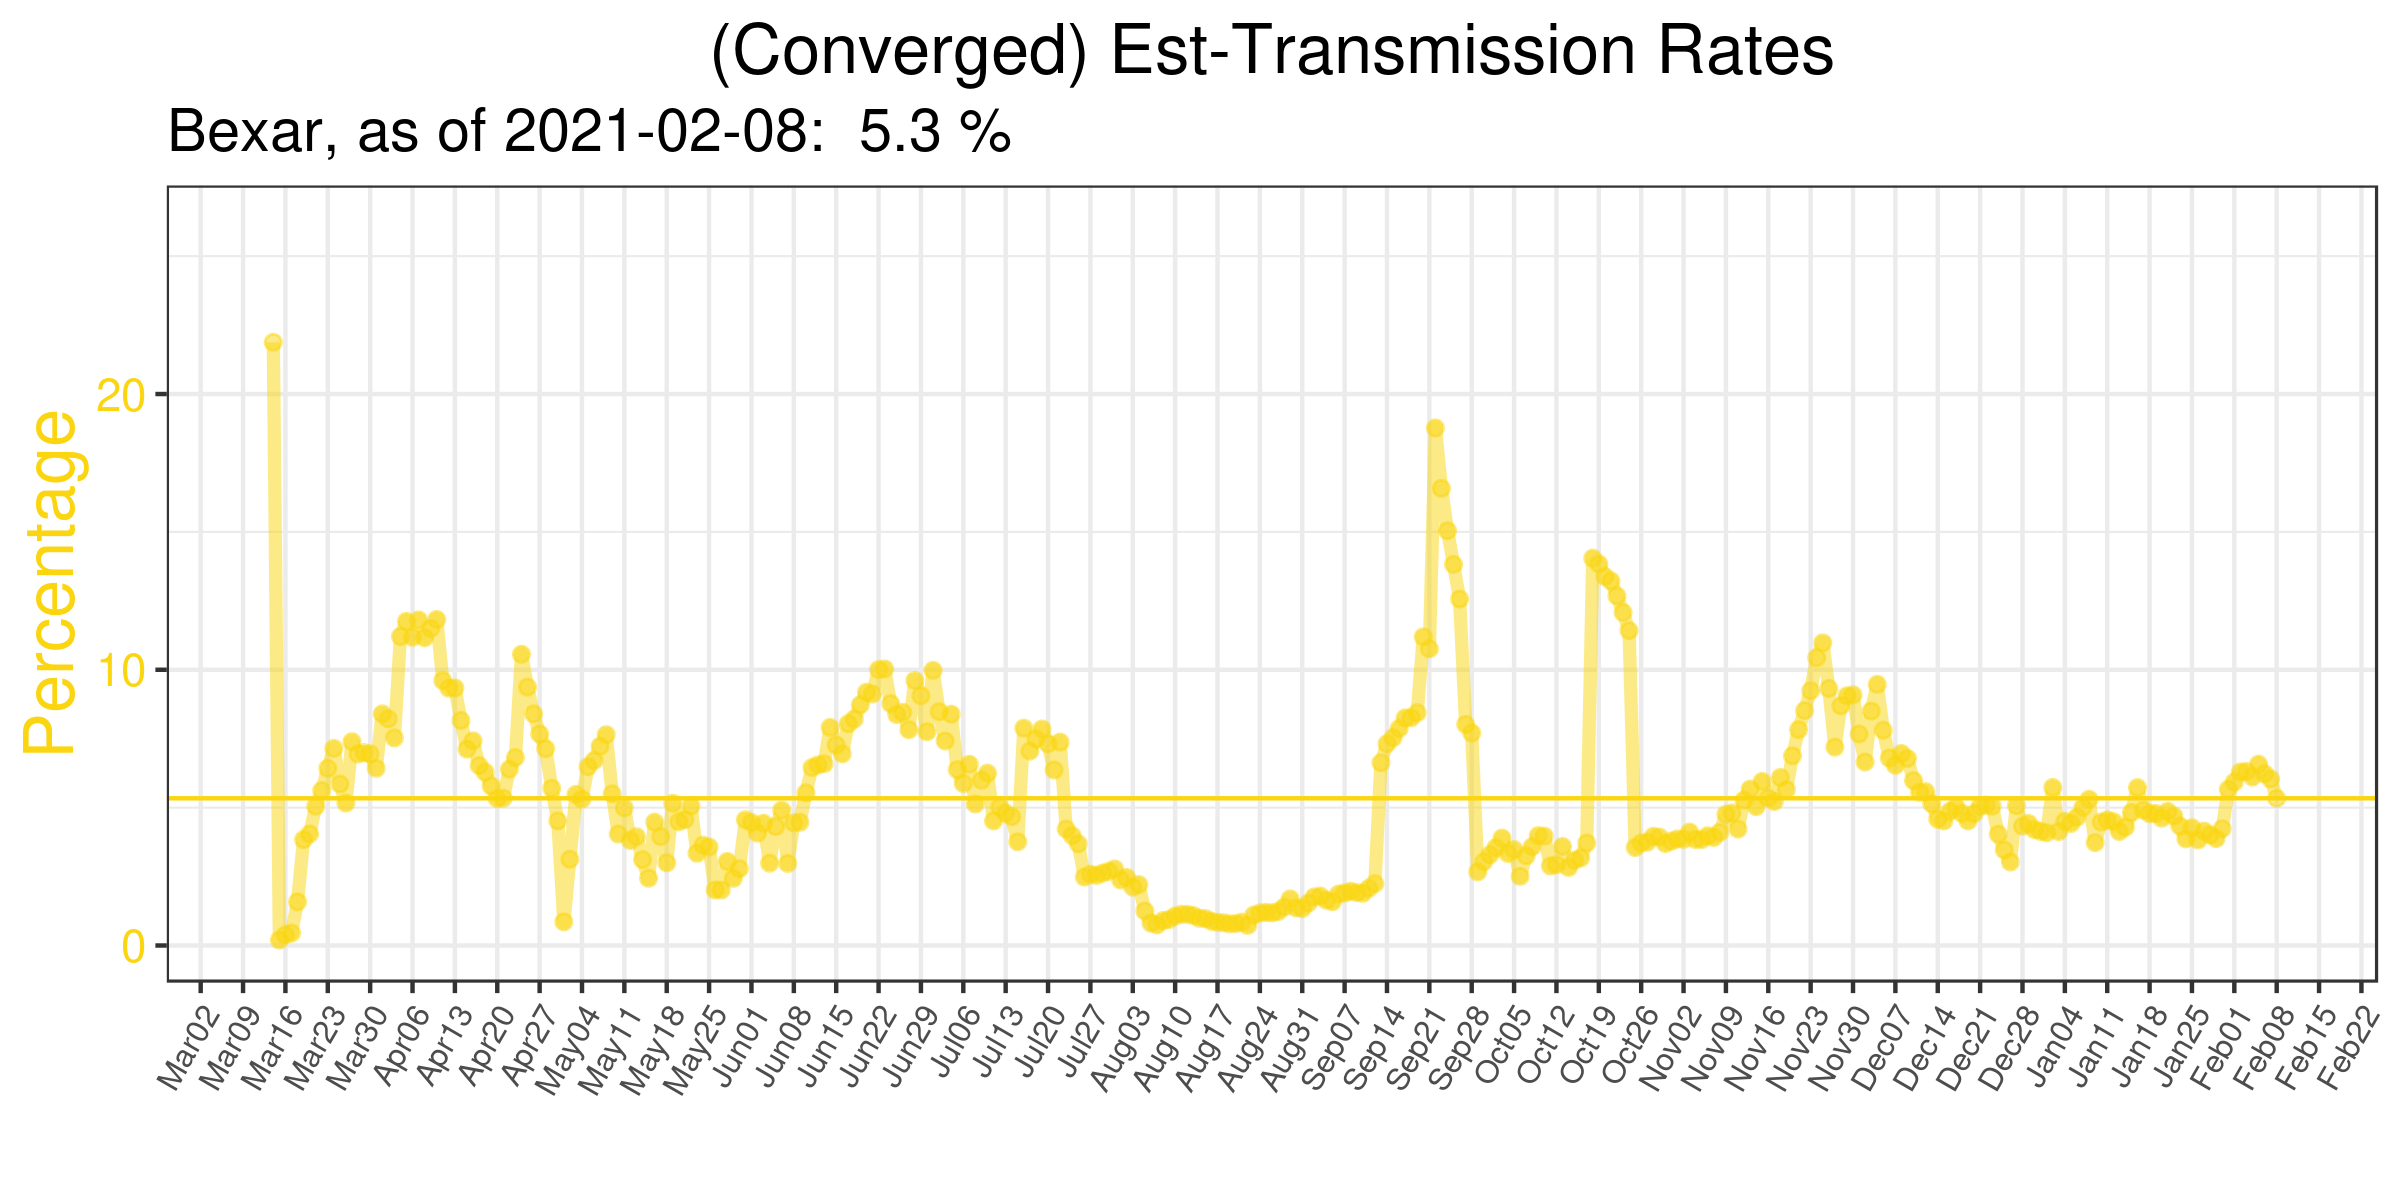 (Converged) Est-Transmission Rates
Bexar, as of 2021-02-08:  5.3 %
Percentage
20
10
0
Mar02
Mar09
Mar16
Mar23
Mar30
Apr06
Apr13
Apr20
Apr27
May04
May11
May18
May25
Jun01
Jun08
Jun15
Jun22
Jun29
Jul06
Jul13
Jul20
Jul27
Aug03
Aug10
Aug17
Aug24
Aug31
Sep07
Sep14
Sep21
Sep28
Oct05
Oct12
Oct19
Oct26
Nov02
Nov09
Nov16
Nov23
Nov30
Dec07
Dec14
Dec21
Dec28
Jan04
Jan11
Jan18
Jan25
Feb01
Feb08
Feb15
Feb22